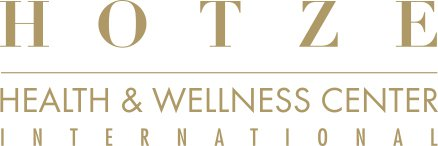 HOTZE
HEALTH & WELLNESS CENTER
INTERNATIONAL